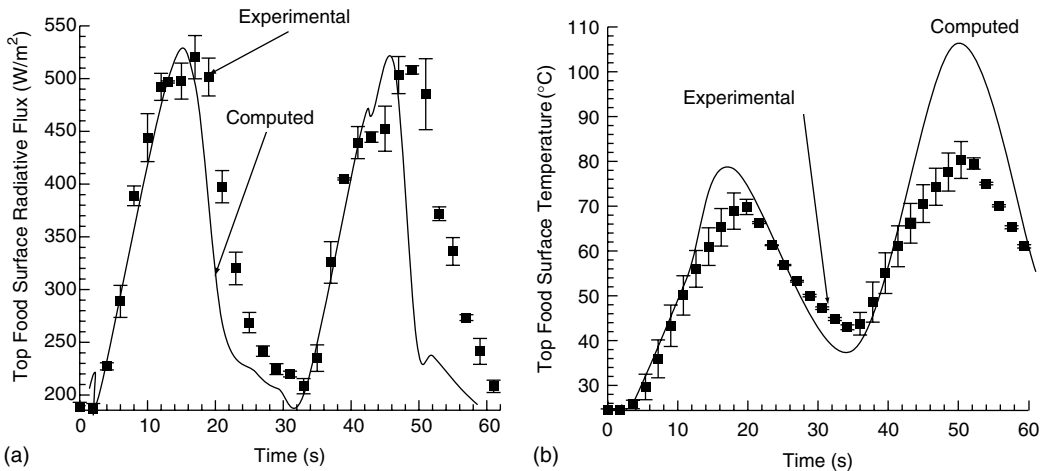 Top Food Surface Radiative Flux (W/m²)
550
500
450
400
350
300
250
200
0 10 20 30 40 50 60
Time (s)
Experimental
Computed
(a)
Top Food Surface Temperature (°C)
110
100
90
80
70
60
50
40
30
0 10 20 30 40 50 60
Time (s)
Computed
Experimental
(b)